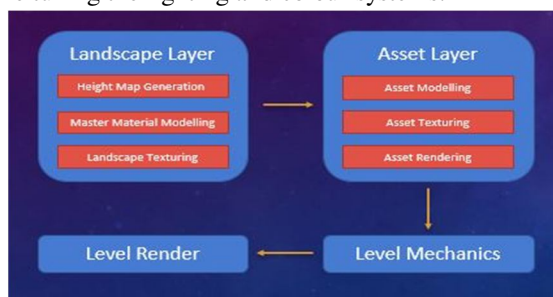 Landscape Layer
Height Map Generation
Master Material Modelling
Landscape Texturing
Asset Layer
Asset Modelling
Asset Texturing
Asset Rendering
Level Render
Level Mechanics